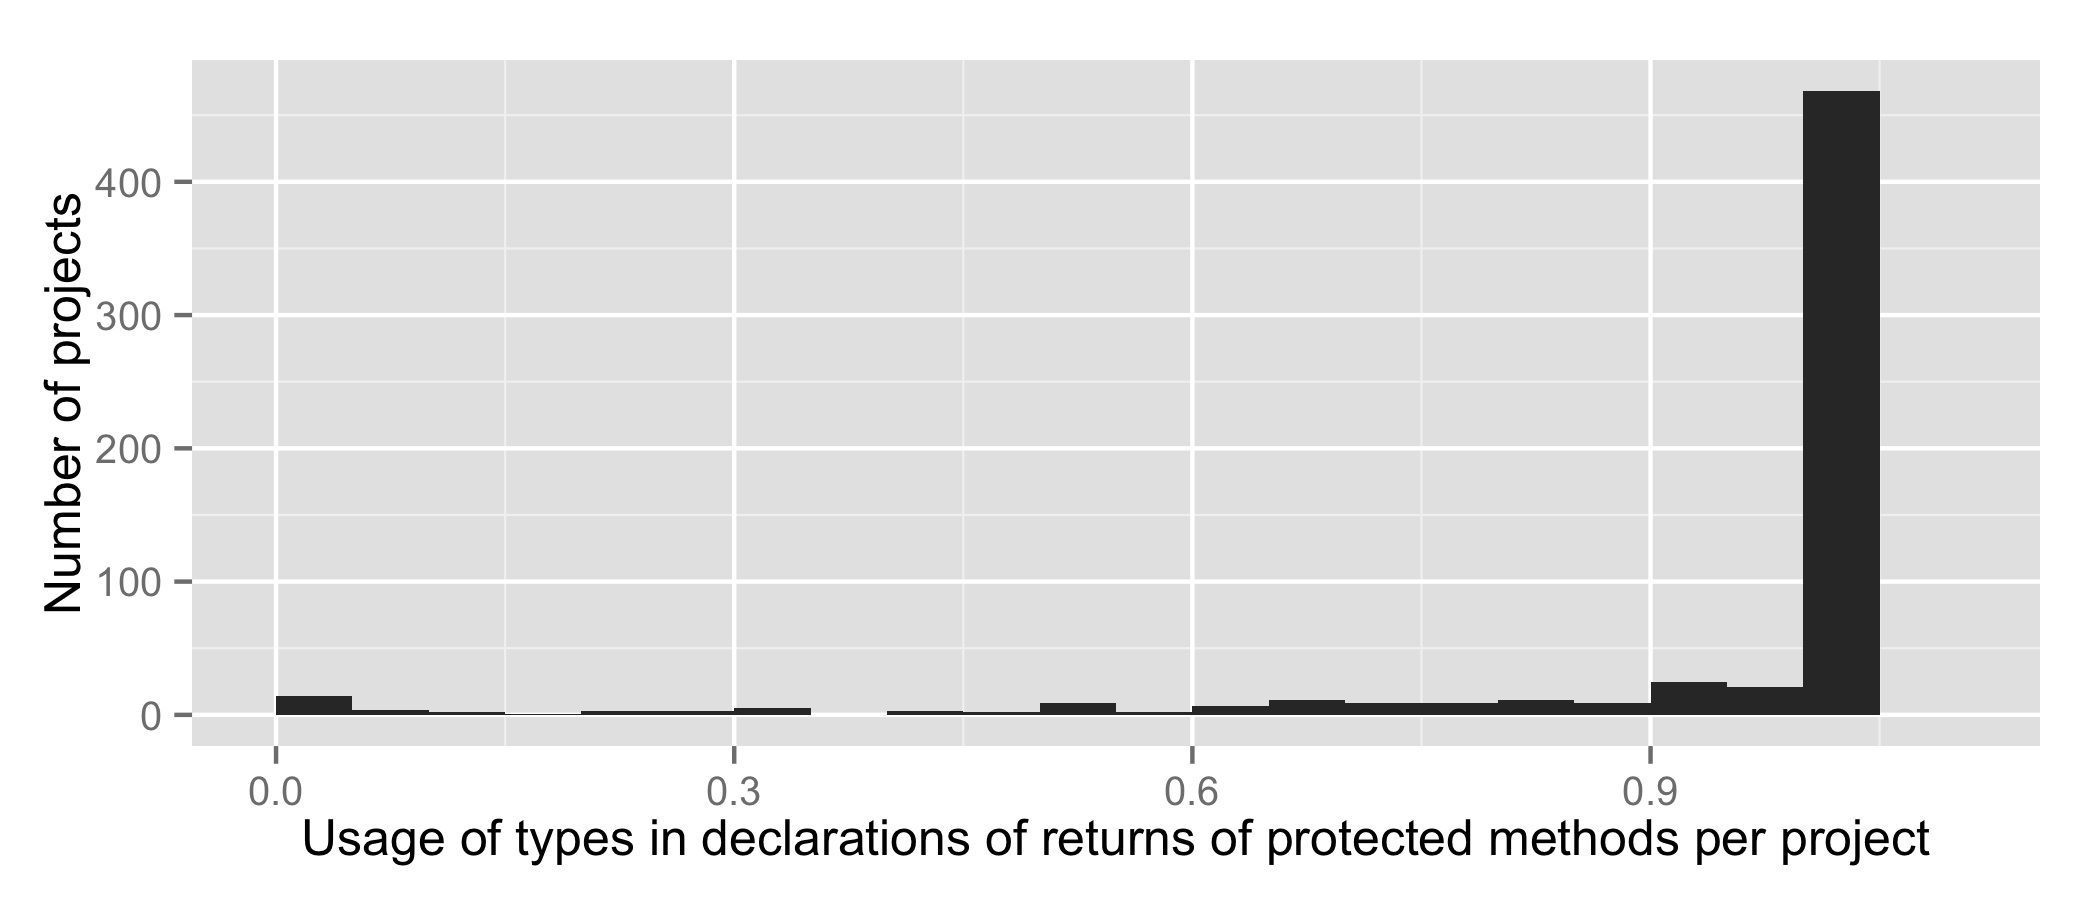 Number of projects
400
300
200
100
0
0.0 0.3 0.6 0.9
Usage of types in declarations of returns of protected methods per project